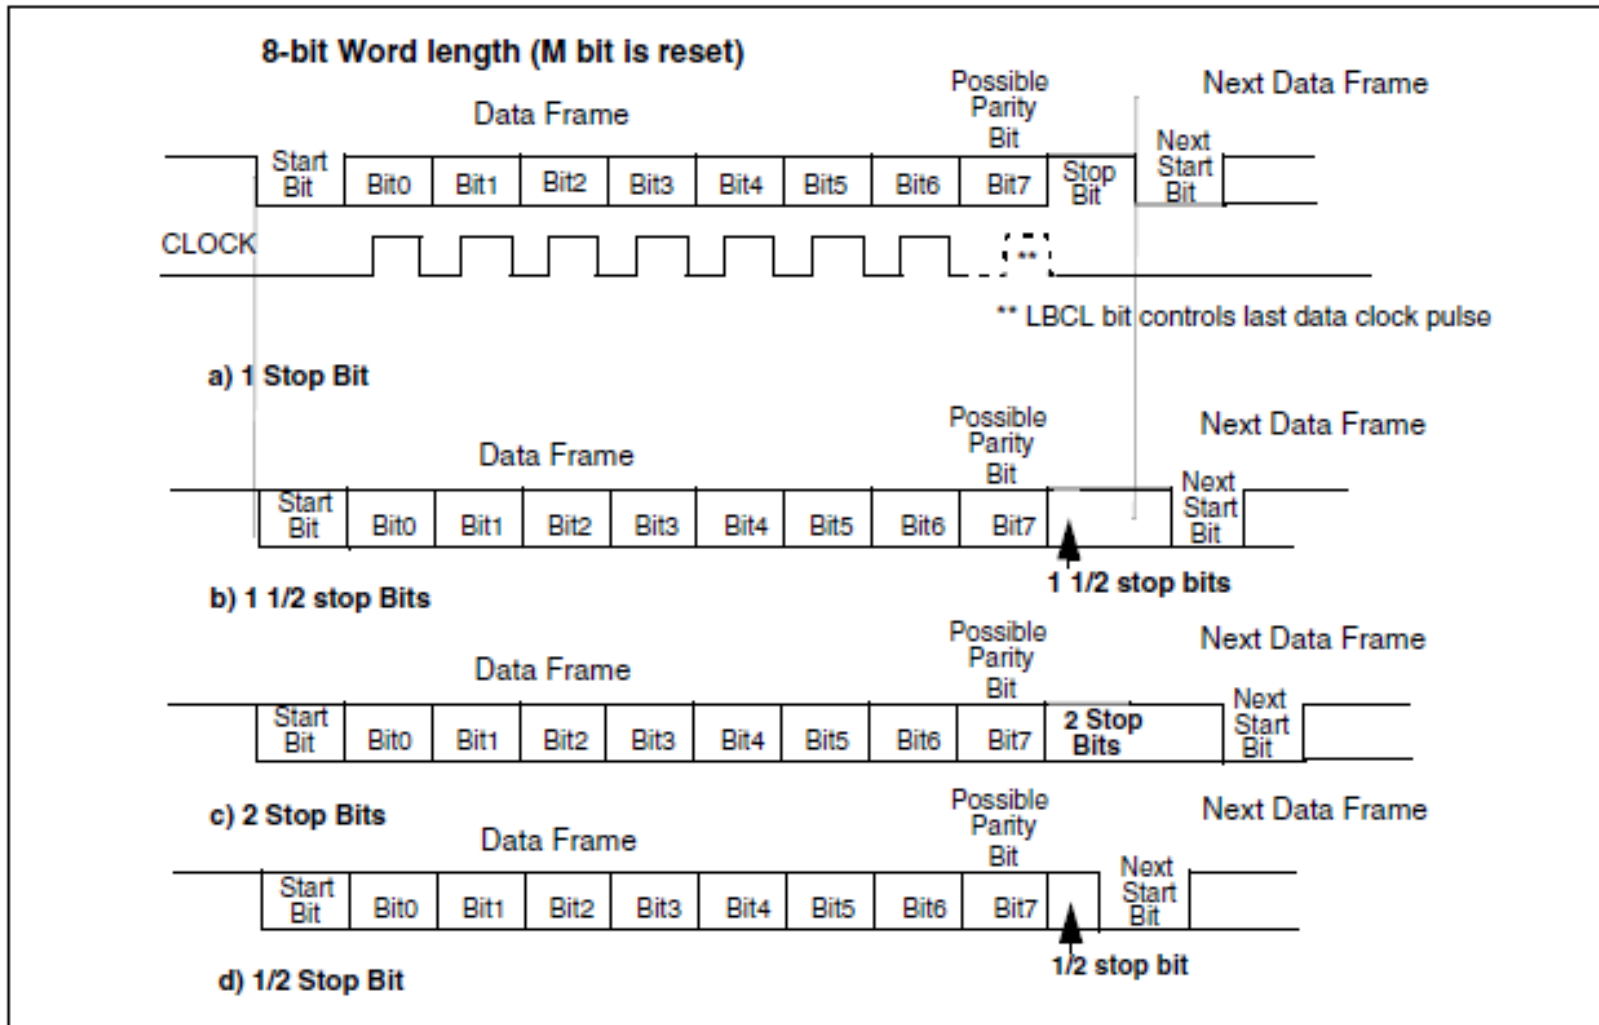 8-bit Word length (M bit is reset)
Data Frame
Possible
Parity
Bit
Next Data Frame
Start
Bit
Bit0
Bit1
Bit2
Bit3
Bit4
Bit5
Bit6
Bit7
Stop
Bit
Next
Start
Bit
CLOCK
**
** LBCL bit controls last data clock pulse
a) 1 Stop Bit
Data Frame
Possible
Parity
Bit
Next Data Frame
Start
Bit
Bit0
Bit1
Bit2
Bit3
Bit4
Bit5
Bit6
Bit7
Next
Start
Bit
1 1/2 stop bits
b) 1 1/2 stop Bits
Data Frame
Possible
Parity
Bit
Next Data Frame
Start
Bit
Bit0
Bit1
Bit2
Bit3
Bit4
Bit5
Bit6
Bit7
2 Stop
Bits
Next
Start
Bit
c) 2 Stop Bits
Data Frame
Possible
Parity
Bit
Next Data Frame
Start
Bit
Bit0
Bit1
Bit2
Bit3
Bit4
Bit5
Bit6
Bit7
Next
Start
Bit
1/2 stop bit
d) 1/2 Stop Bit